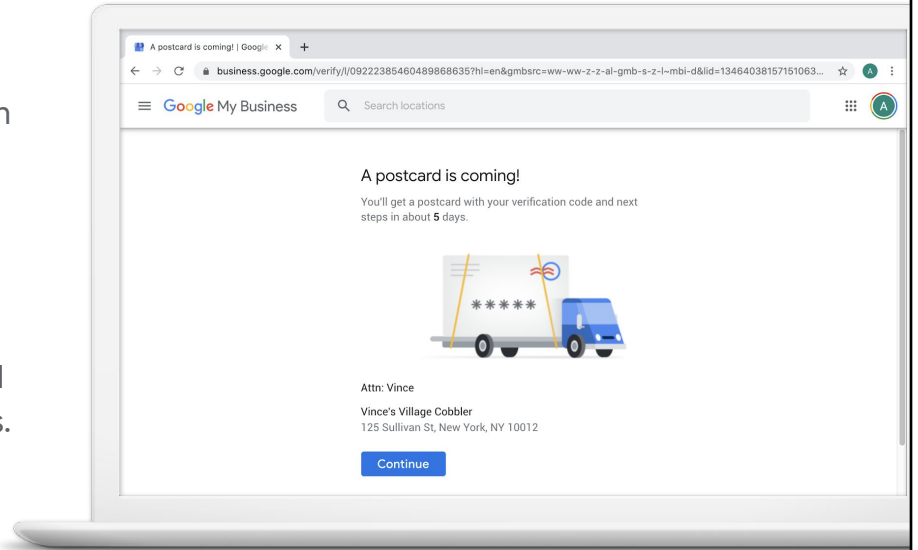 A postcard is coming! | Google
business.google.com/verify/l/09222385460489868635?hl=en&gmbsrc=ww-ww-z-z-al-gmb-s-z-l~mbi-d&lid=13464038157151063...
A
Google My Business
Search locations
A
A postcard is coming!
You'll get a postcard with your verification code and next
steps in about 5 days.
*****
Attn: Vince
Vince's Village Cobbler
125 Sullivan St, New York, NY 10012
Continue